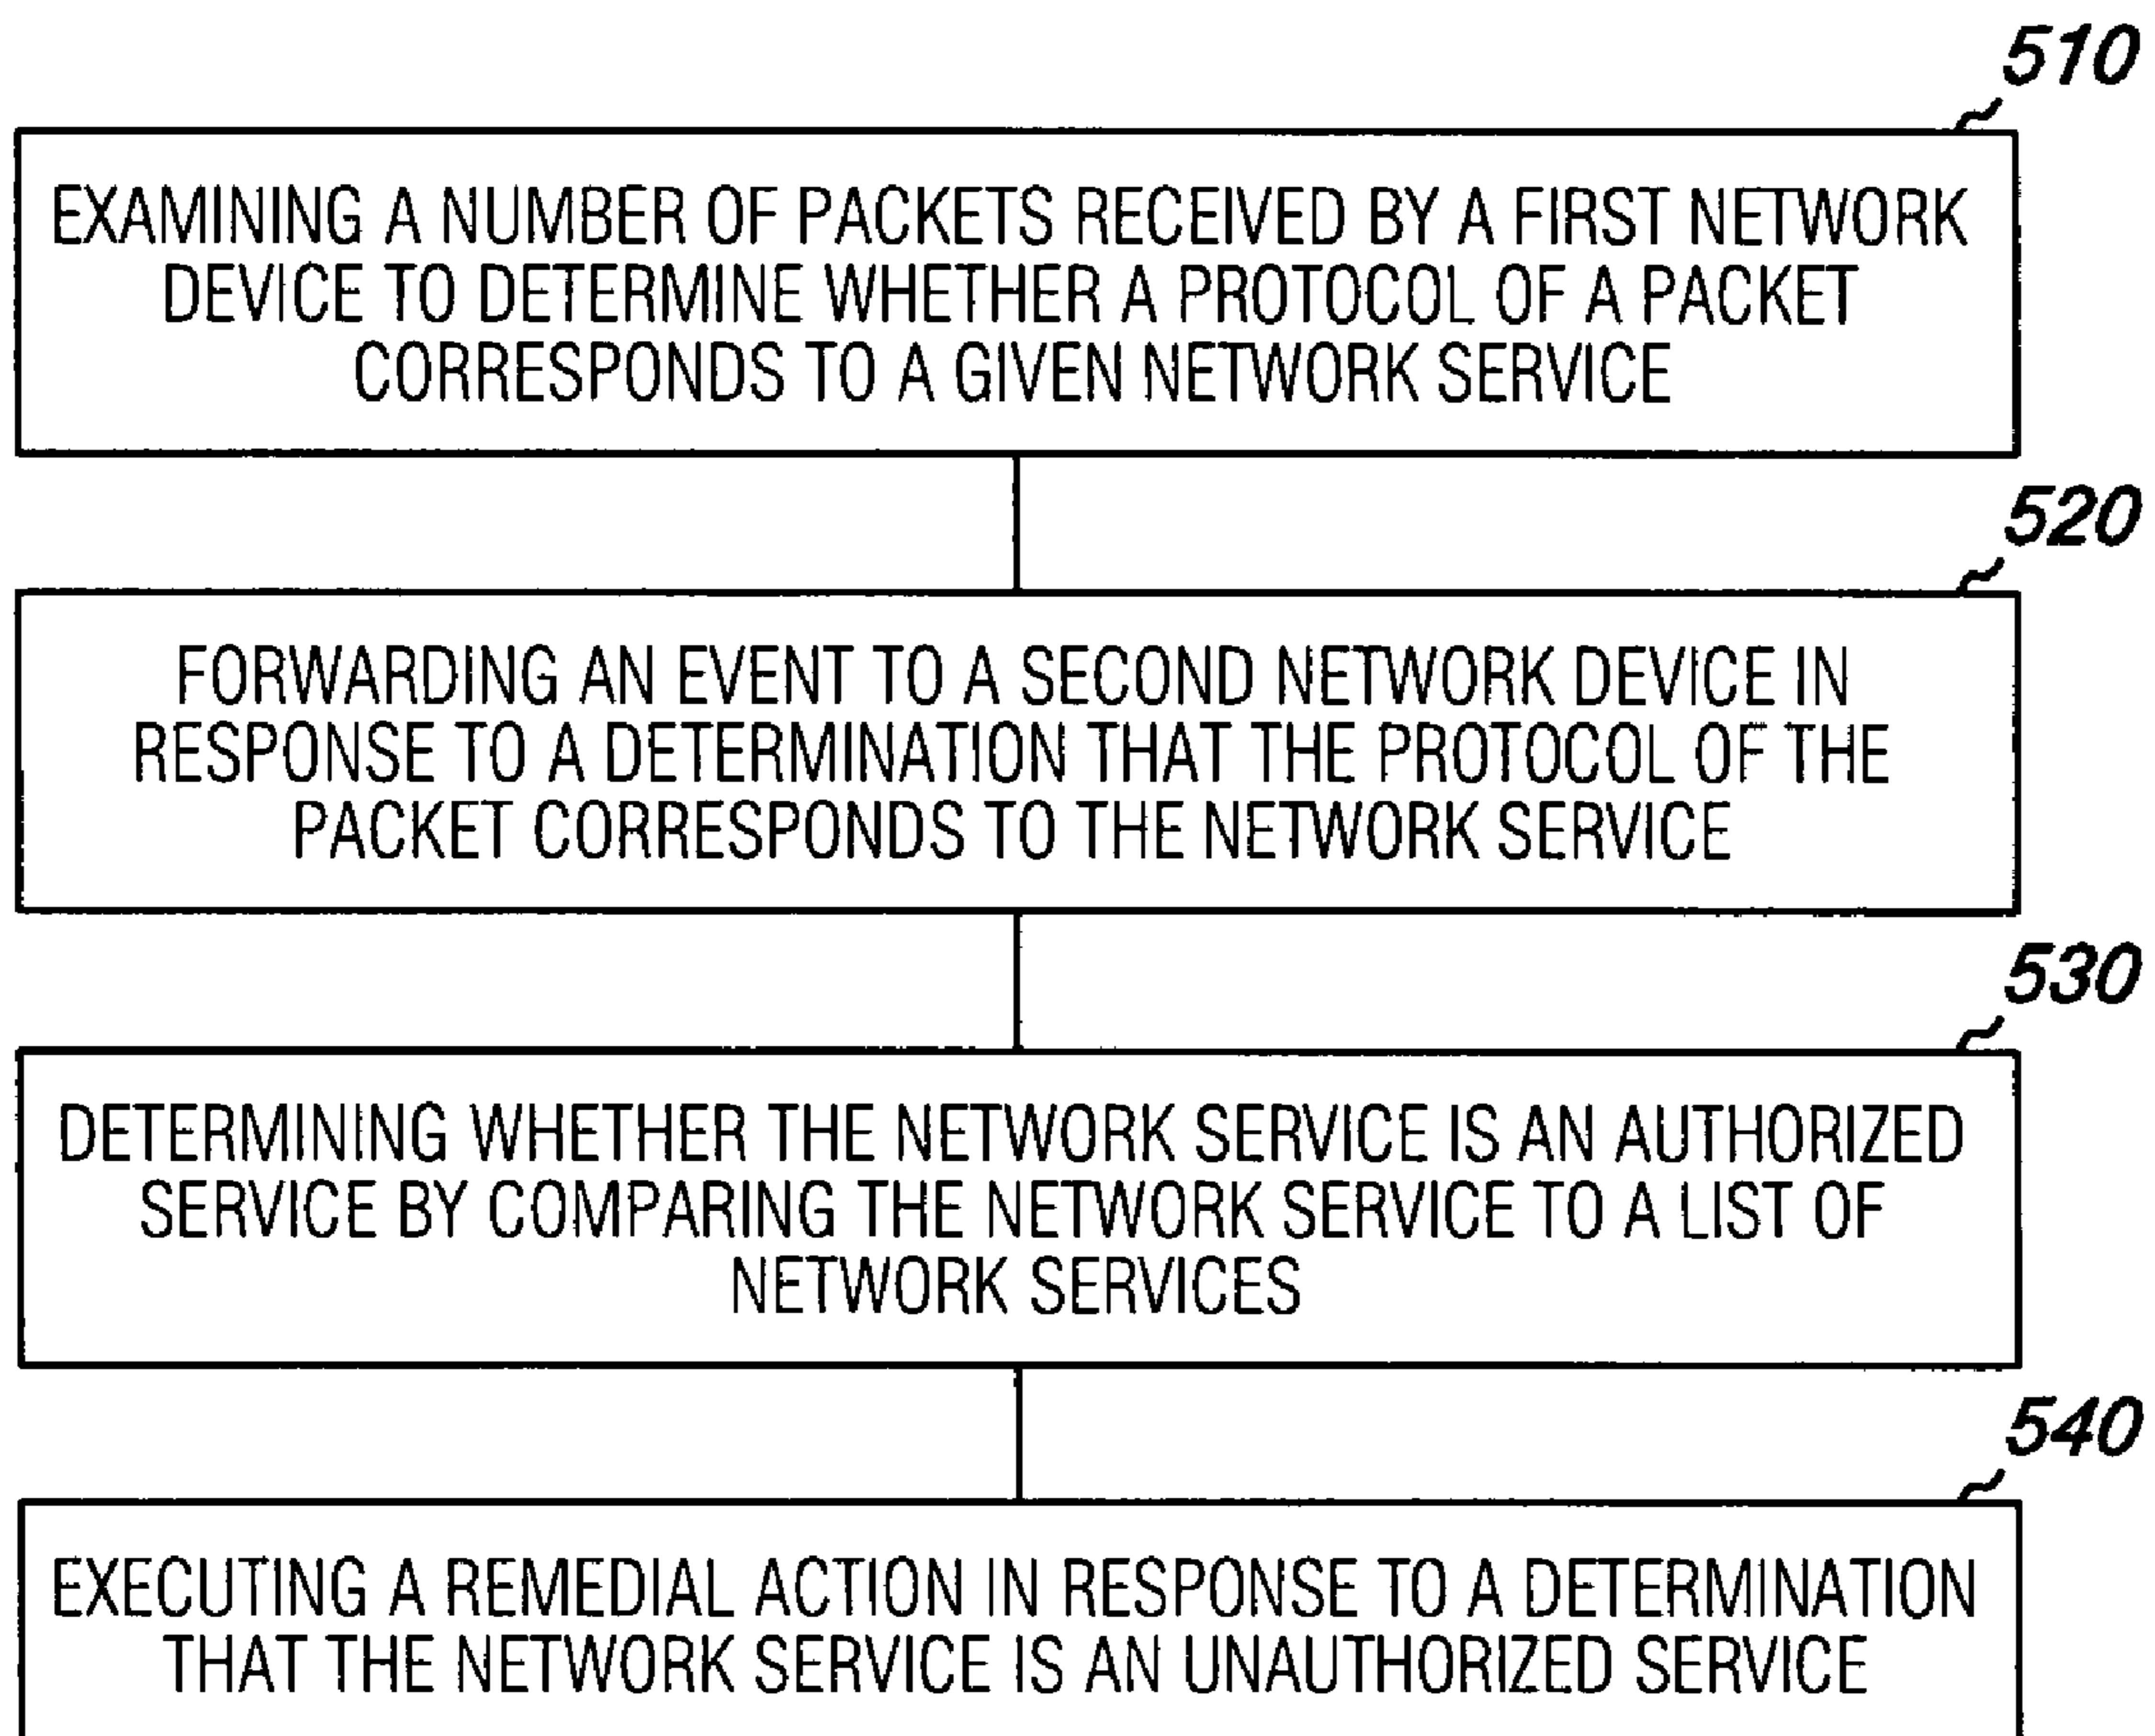 510
EXAMINING A NUMBER OF PACKETS RECEIVED BY A FIRST NETWORK
DEVICE TO DETERMINE WHETHER A PROTOCOL OF A PACKET
CORRESPONDS TO A GIVEN NETWORK SERVICE
520
FORWARDING AN EVENT TO A SECOND NETWORK DEVICE IN
RESPONSE TO A DETERMINATION THAT THE PROTOCOL OF THE
PACKET CORRESPONDS TO THE NETWORK SERVICE
530
DETERMINING WHETHER THE NETWORK SERVICE IS AN AUTHORIZED
SERVICE BY COMPARING THE NETWORK SERVICE TO A LIST OF
NETWORK SERVICES
540
EXECUTING A REMEDIAL ACTION IN RESPONSE TO A DETERMINATION
THAT THE NETWORK SERVICE IS AN UNAUTHORIZED SERVICE